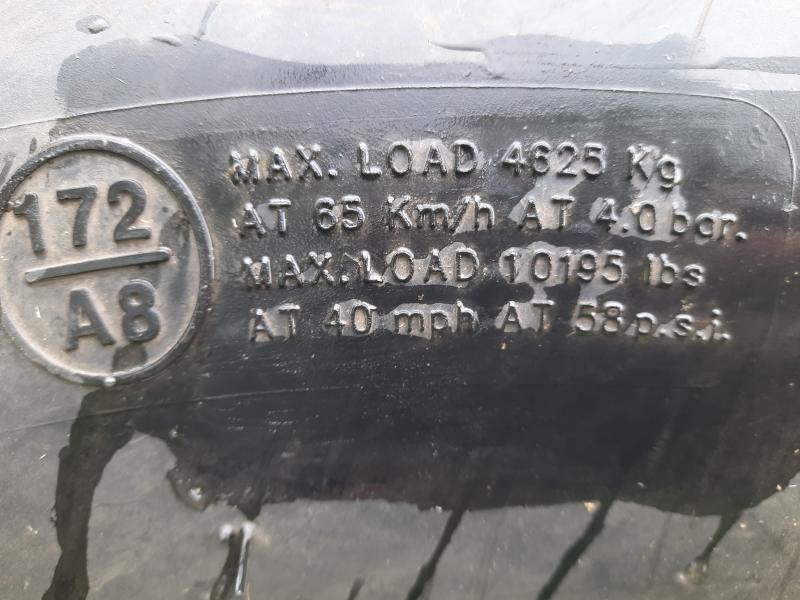 172
A8
MAX. LOAD 4625 Kg
AT 65 Km/h AT 4.0 bar.
MAX. LOAD 10195 lbs
AT 40 mph AT 58 p.s.i.